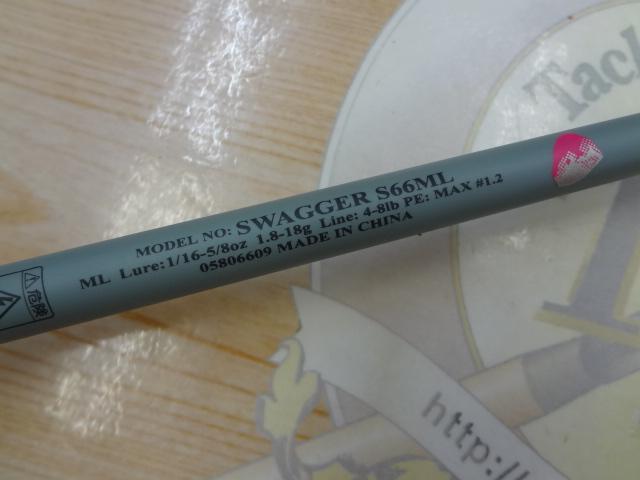 MODEL NO: SWAGGER S66ML
ML Lure:1/16-5/8oz 1.8-18g Line: 4-8lb PE: MAX #1.2
05806609 MADE IN CHINA
危険
Tack
http:/